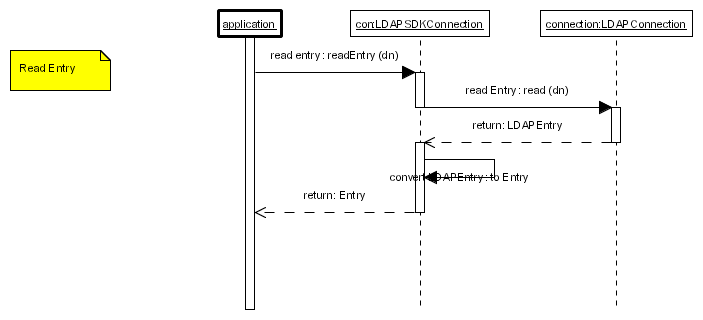 application
con:LDAPSDKConnection
connection:LDAPConnection
Read Entry
read entry: readEntry (dn)
read Entry: read (dn)
return: LDAPEntry
convert LDAPEntry: to Entry
return: Entry